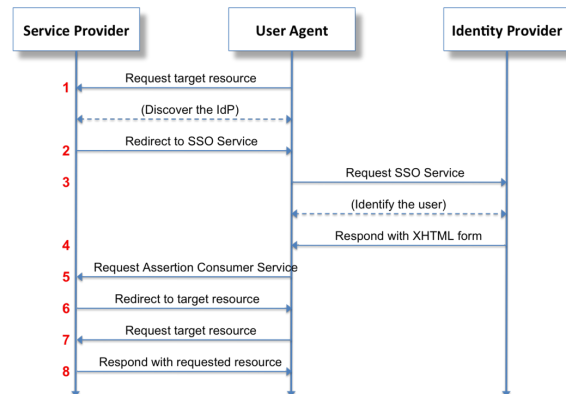 Service Provider
User Agent
Identity Provider
1
Request target resource
(Discover the IdP)
2
Redirect to SSO Service
3
Request SSO Service
(Identify the user)
4
Respond with XHTML form
5
Request Assertion Consumer Service
6
Redirect to target resource
7
Request target resource
8
Respond with requested resource